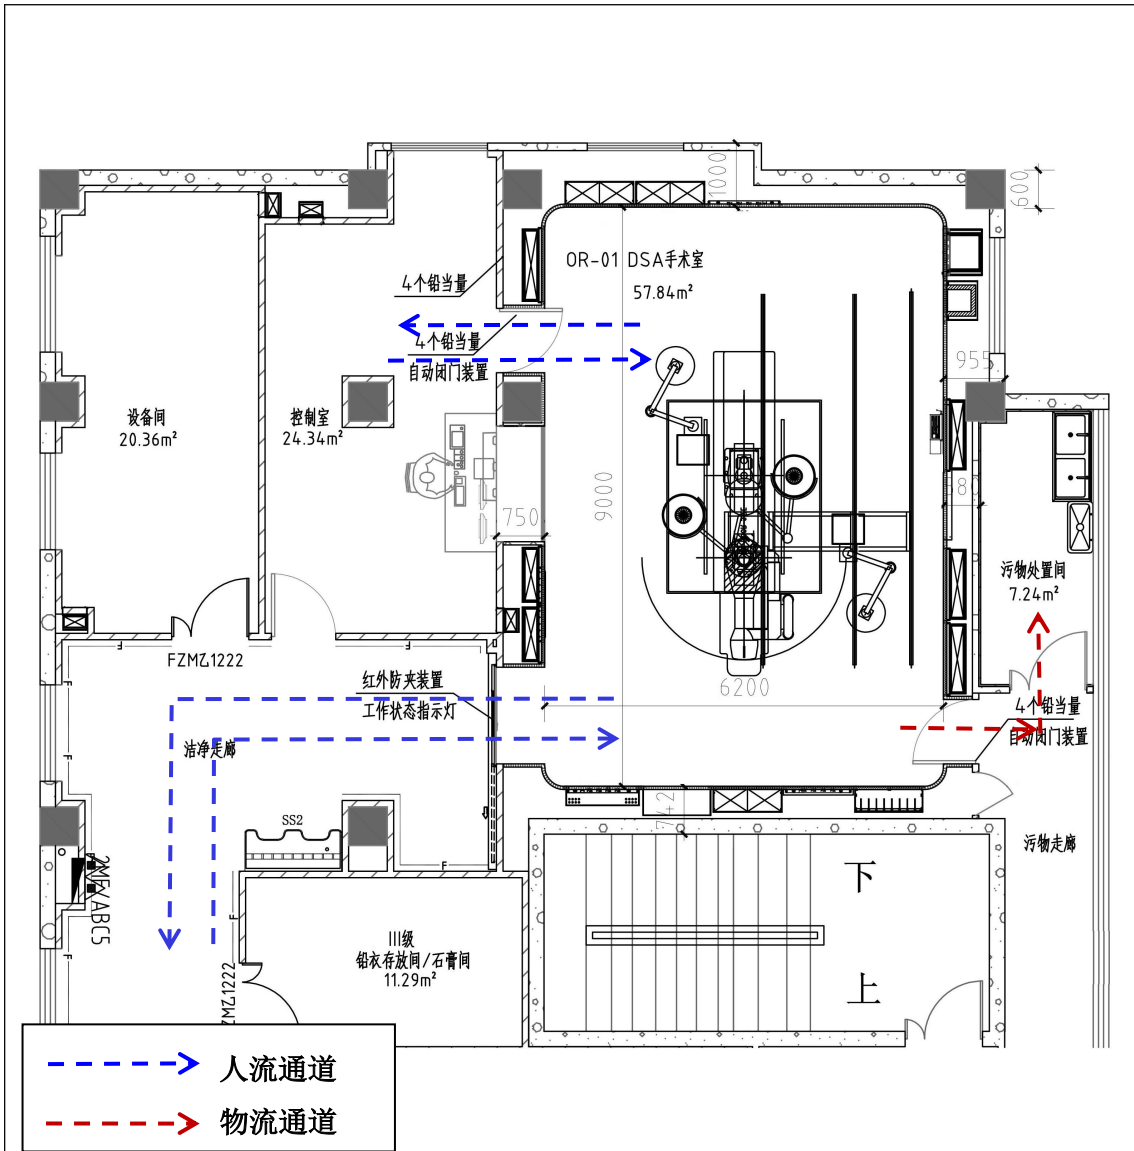 1000
600
OR-01 DSA手术室
57.84m²
4个铅当量
4个铅当量
自动闭门装置
955
设备间
20.36m²
控制室
24.34m²
9000
750
污物处置间
7.24m²
FZMZ1222
红外防夹装置
工作状态指示灯
6200
4个铅当量
自动闭门装置
洁净走廊
SS2
污物走廊
下
2MFXABC5
III级
铅衣存放间/石膏间
11.29m²
上
人流通道
物流通道